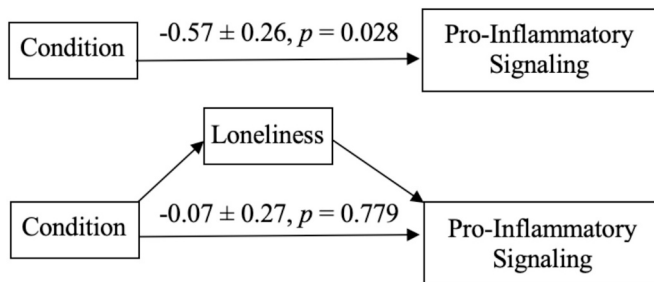 Condition
-0.57 ± 0.26, p = 0.028
Pro-Inflammatory
Signaling
Loneliness
Condition
-0.07 ± 0.27, p = 0.779
Pro-Inflammatory
Signaling